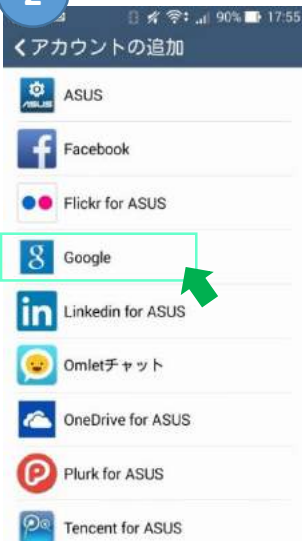 2
90% 17:55
アカウントの追加
ASUS
Facebook
Flickr for ASUS
Google
Linkedin for ASUS
Omletチャット
OneDrive for ASUS
Plurk for ASUS
Tencent for ASUS